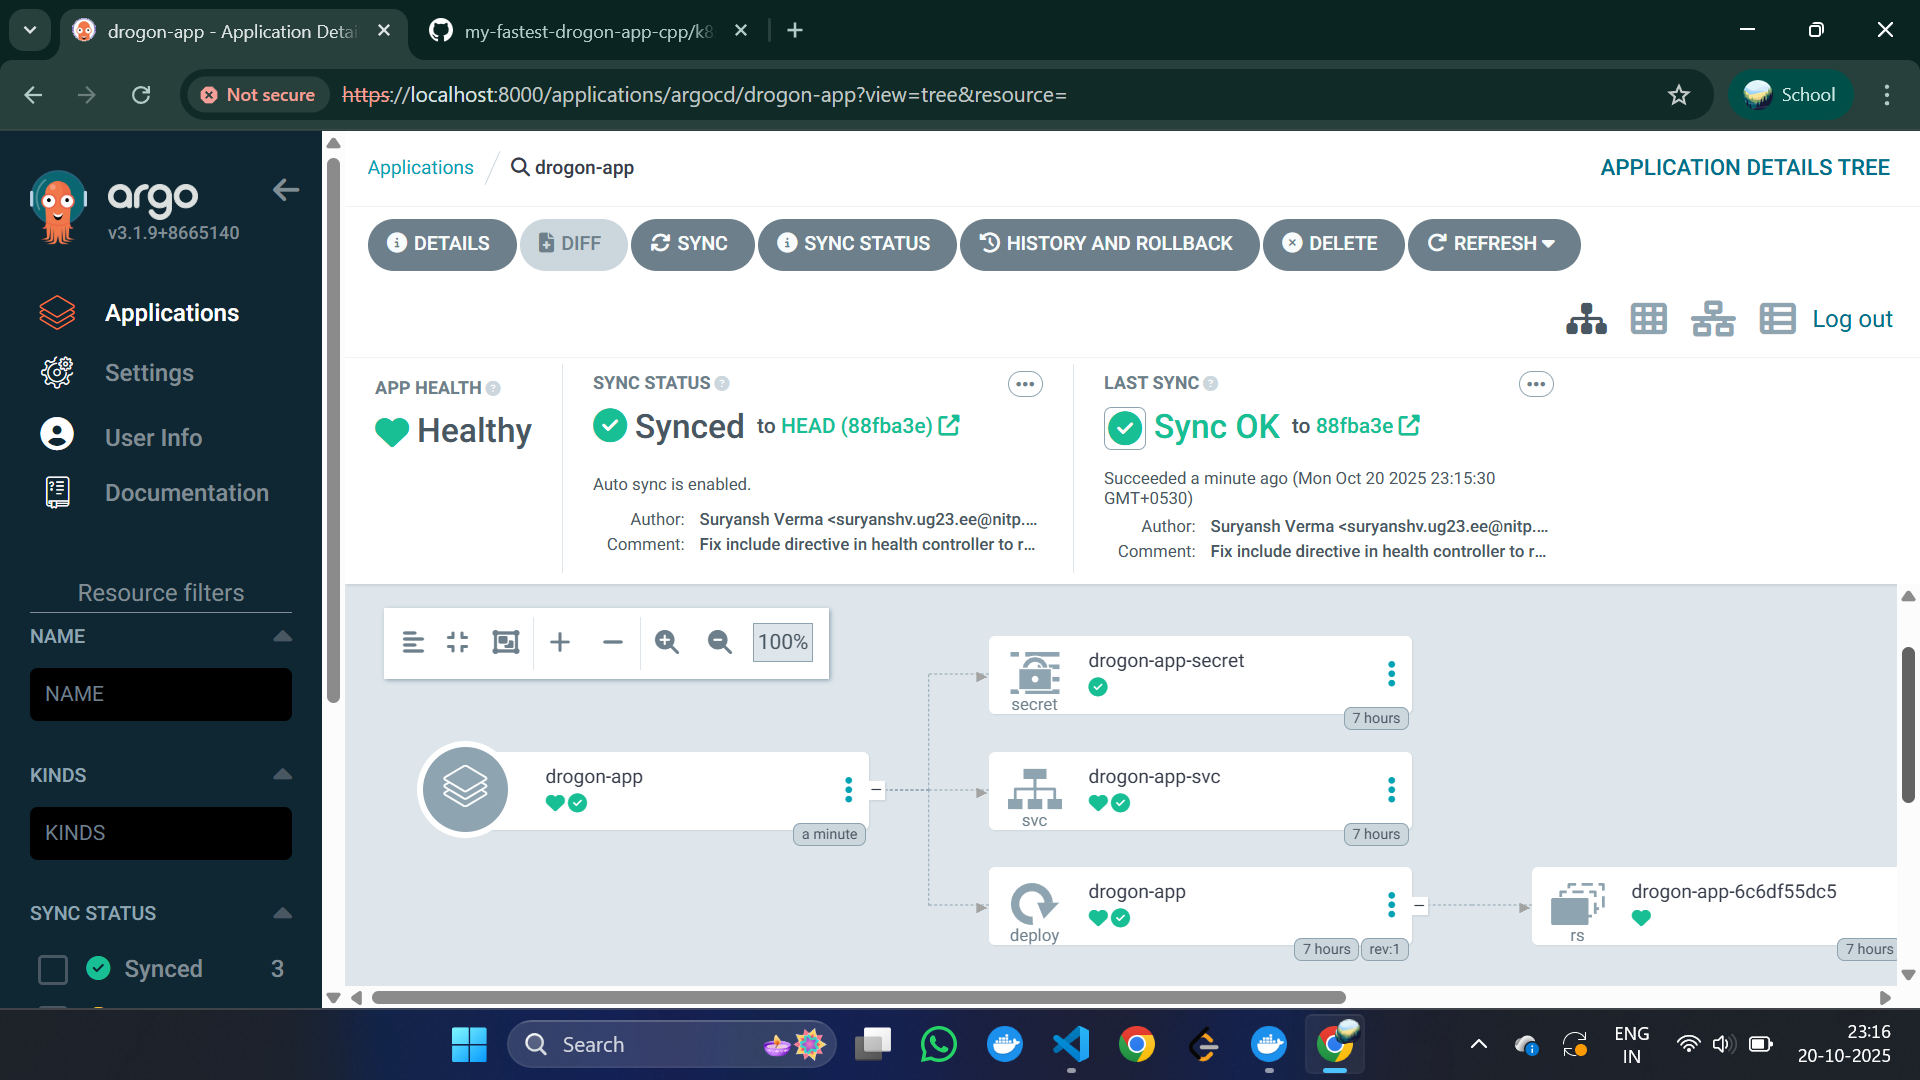 drogon-app - Application Detai
my-fastest-drogon-app-cpp/k8
Not secure
https://localhost:8000/applications/argocd/drogon-app?view=tree&resource=
School
argo
v3.1.9+8665140
Applications
Settings
User Info
Documentation
Resource filters
NAME
NAME
KINDS
KINDS
SYNC STATUS
Synced 3
Applications / drogon-app
APPLICATION DETAILS TREE
DETAILS
DIFF
SYNC
SYNC STATUS
HISTORY AND ROLLBACK
DELETE
REFRESH
Log out
APP HEALTH
Healthy
SYNC STATUS
Synced to HEAD (88fba3e)
Auto sync is enabled.
Author: Suryansh Verma <suryanshv.ug23.ee@nitp....
Comment: Fix include directive in health controller to r...
LAST SYNC
Sync OK to 88fba3e
Succeeded a minute ago (Mon Oct 20 2025 23:15:30
GMT+0530)
Author: Suryansh Verma <suryanshv.ug23.ee@nitp....
Comment: Fix include directive in health controller to r...
100%
drogon-app
a minute
drogon-app-secret
secret
7 hours
drogon-app-svc
svc
7 hours
drogon-app
deploy
7 hours
rev:1
drogon-app-6c6df55dc5
rs
7 hours
Search
ENG
IN
23:16
20-10-2025